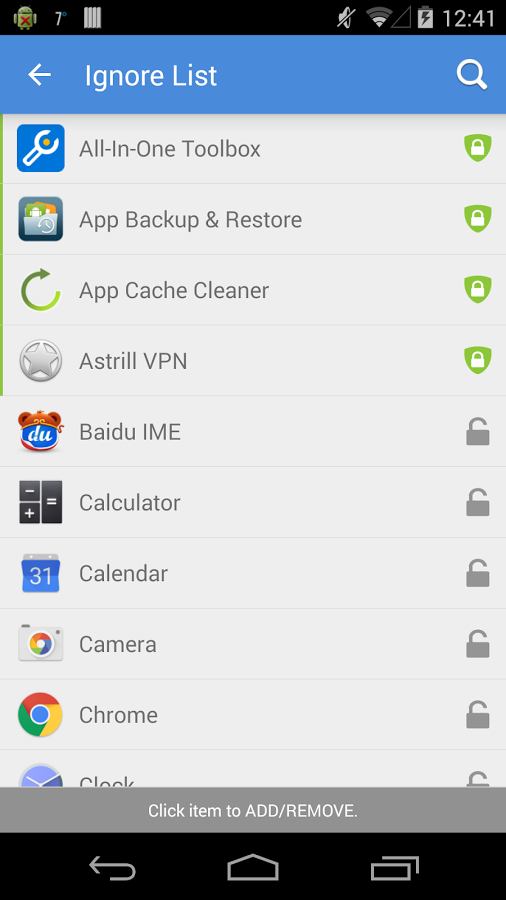 7°
12:41
Ignore List
All-In-One Toolbox
App Backup & Restore
App Cache Cleaner
Astrill VPN
du
Baidu IME
Calculator
31
Calendar
Camera
Chrome
Clock
Click item to ADD/REMOVE.